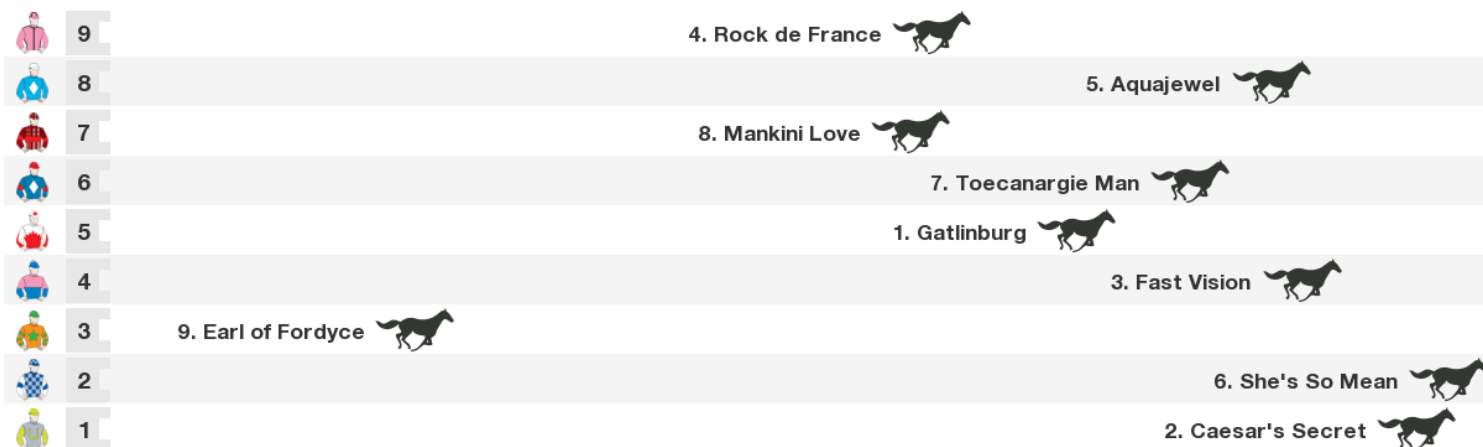 9 4. Rock de France
8 5. Aquajewel
7 8. Mankini Love
6 7. Toecanargie Man
5 1. Gatlinburg
4 3. Fast Vision
3 9. Earl of Fordyce
2 6. She's So Mean
1 2. Caesar's Secret